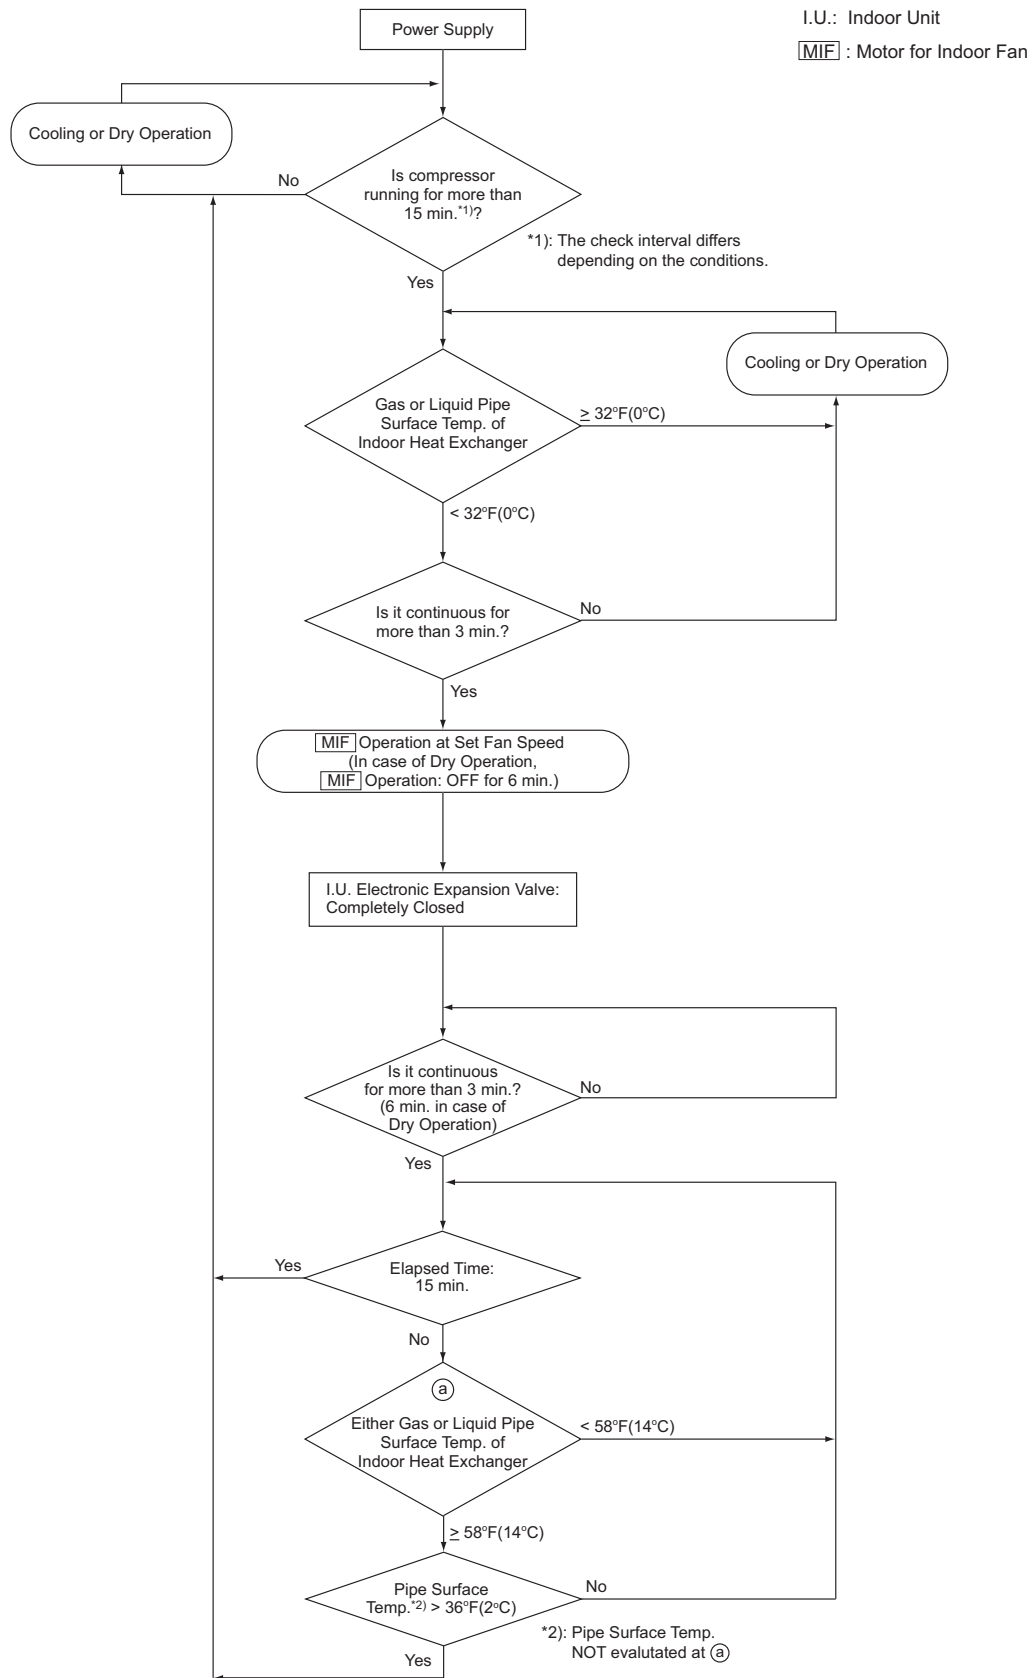 I.U.: Indoor Unit
MIF : Motor for Indoor Fan
Power Supply
Cooling or Dry Operation
Is compressor
running for more than
15 min.*1)?
No
*1): The check interval differs
depending on the conditions.
Yes
Cooling or Dry Operation
Gas or Liquid Pipe
Surface Temp. of
Indoor Heat Exchanger
≥ 32°F(0°C)
< 32°F(0°C)
Is it continuous for
more than 3 min.?
No
Yes
MIF Operation at Set Fan Speed
(In case of Dry Operation,
MIF Operation: OFF for 6 min.)
I.U. Electronic Expansion Valve:
Completely Closed
Is it continuous
for more than 3 min.?
(6 min. in case of
Dry Operation)
No
Yes
Elapsed Time:
15 min.
Yes
No
a
Either Gas or Liquid Pipe
Surface Temp. of
Indoor Heat Exchanger
< 58°F(14°C)
≥ 58°F(14°C)
Pipe Surface
Temp.*2) > 36°F(2°C)
No
*2): Pipe Surface Temp.
NOT evalutated at a
Yes